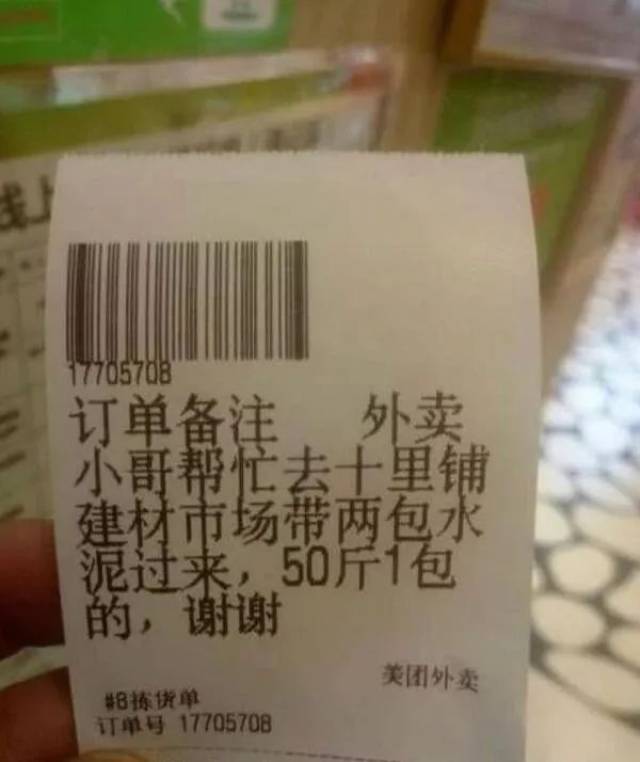 线上
17705708
订单备注 外卖
小哥帮忙去十里铺
建材市场带两包水
泥过来，50斤1包
的，谢谢
美团外卖
#8拣货单
订单号 17705708